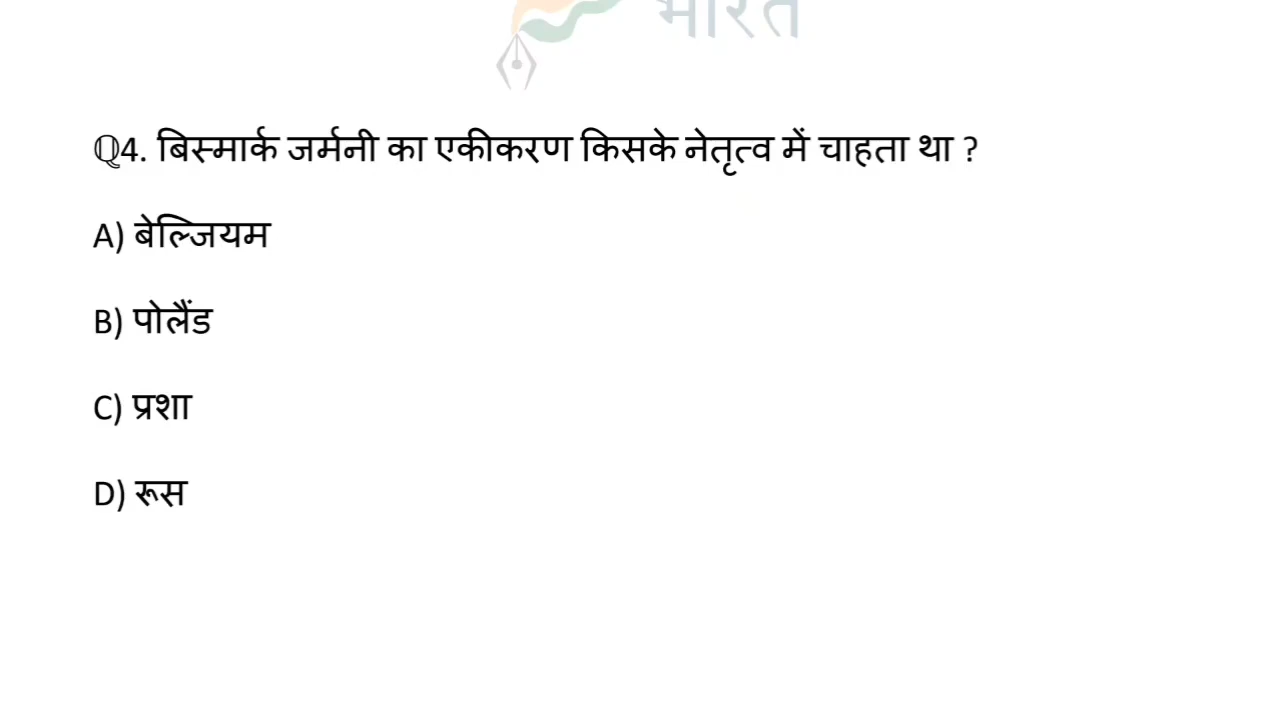 भारत
Q4. बिस्मार्क जर्मनी का एकीकरण किसके नेतृत्व में चाहता था ?
A) बेल्जियम
B) पोलैंड
C) प्रशा
D) रूस